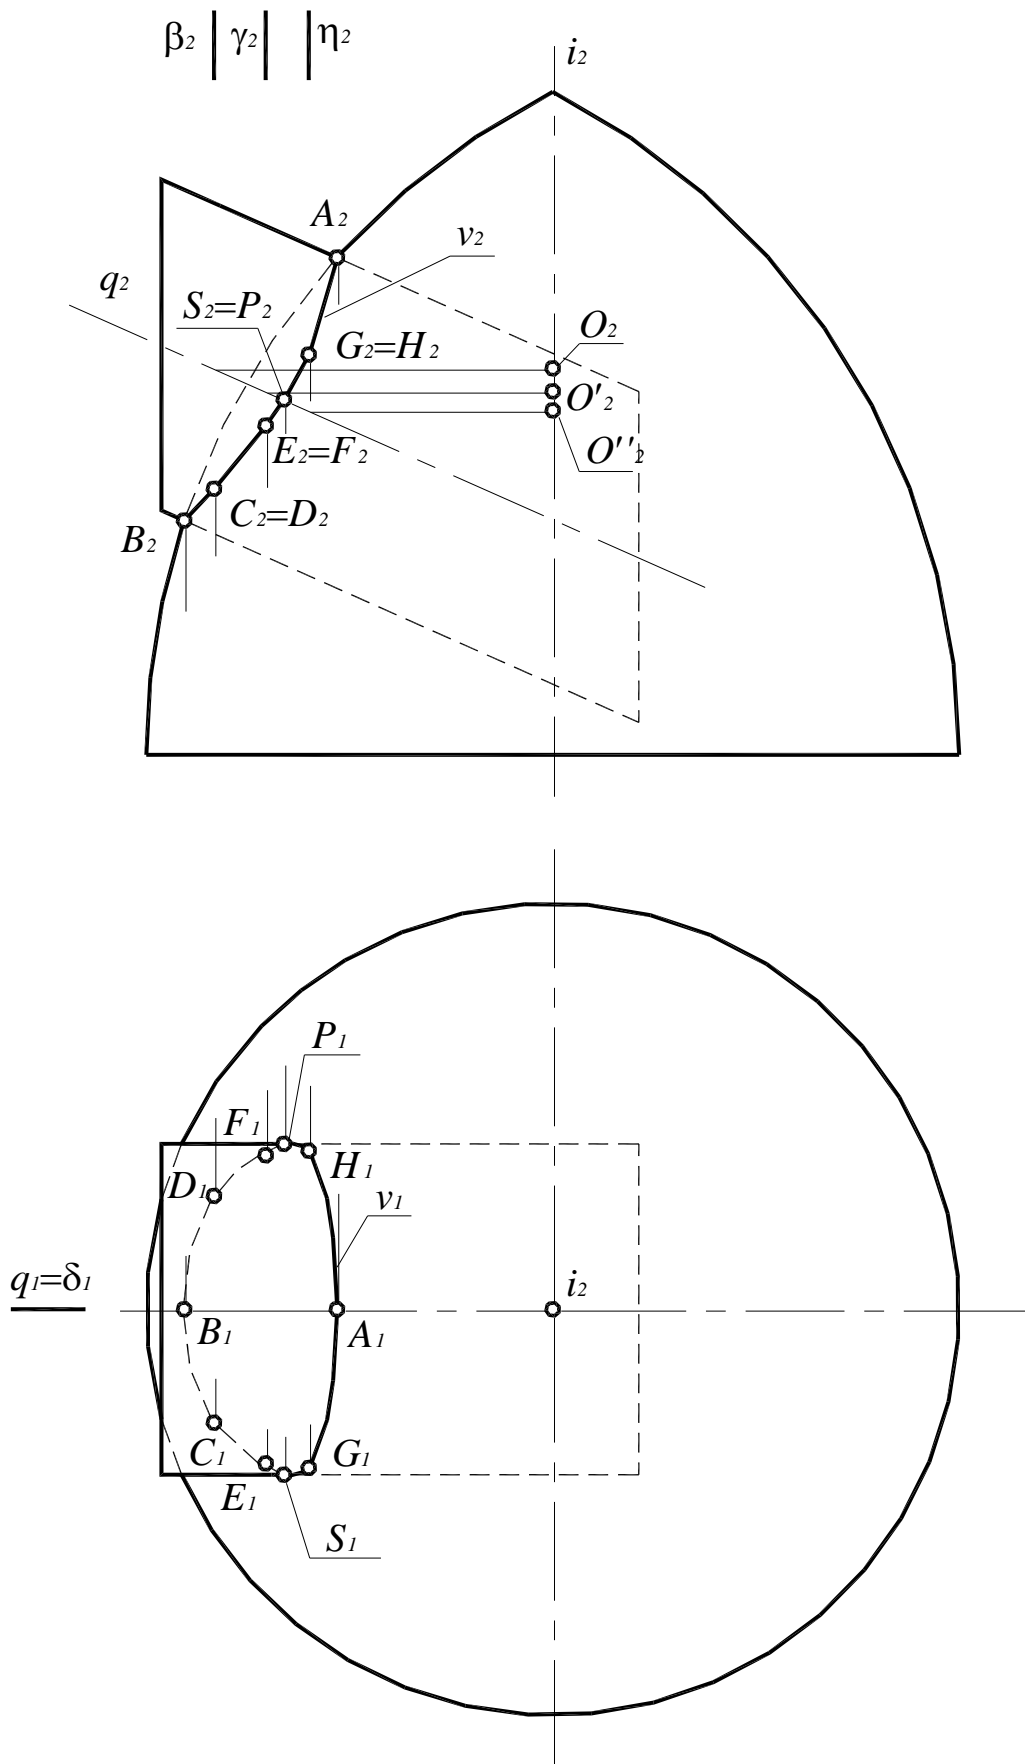 β₂ γ₂ η₂
i₂
A₂
v₂
q₂
S₂=P₂
O₂
G₂=H₂
O'₂
E₂=F₂
O''₂
C₂=D₂
B₂
P₁
F₁
H₁
D₁
v₁
q₁=δ₁
i₂
B₁
A₁
C₁
G₁
E₁
S₁